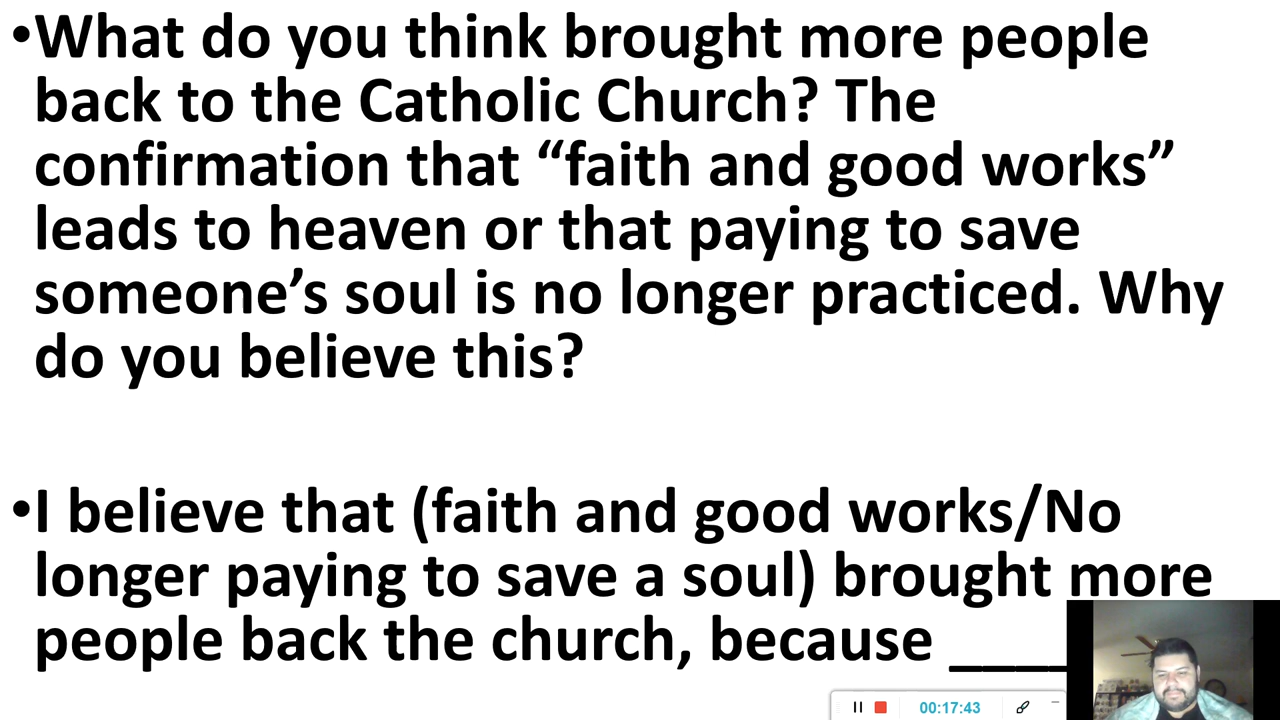 •What do you think brought more people
back to the Catholic Church? The
confirmation that “faith and good works”
leads to heaven or that paying to save
someone’s soul is no longer practiced. Why
do you believe this?
•I believe that (faith and good works/No
longer paying to save a soul) brought more
people back the church, because ____
00:17:43